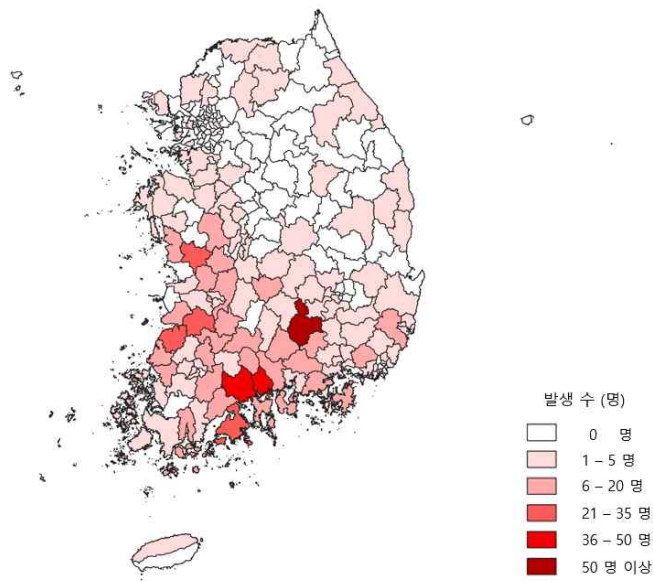 발생 수 (명)
0 명
1 – 5 명
6 – 20 명
21 – 35 명
36 – 50 명
50 명 이상